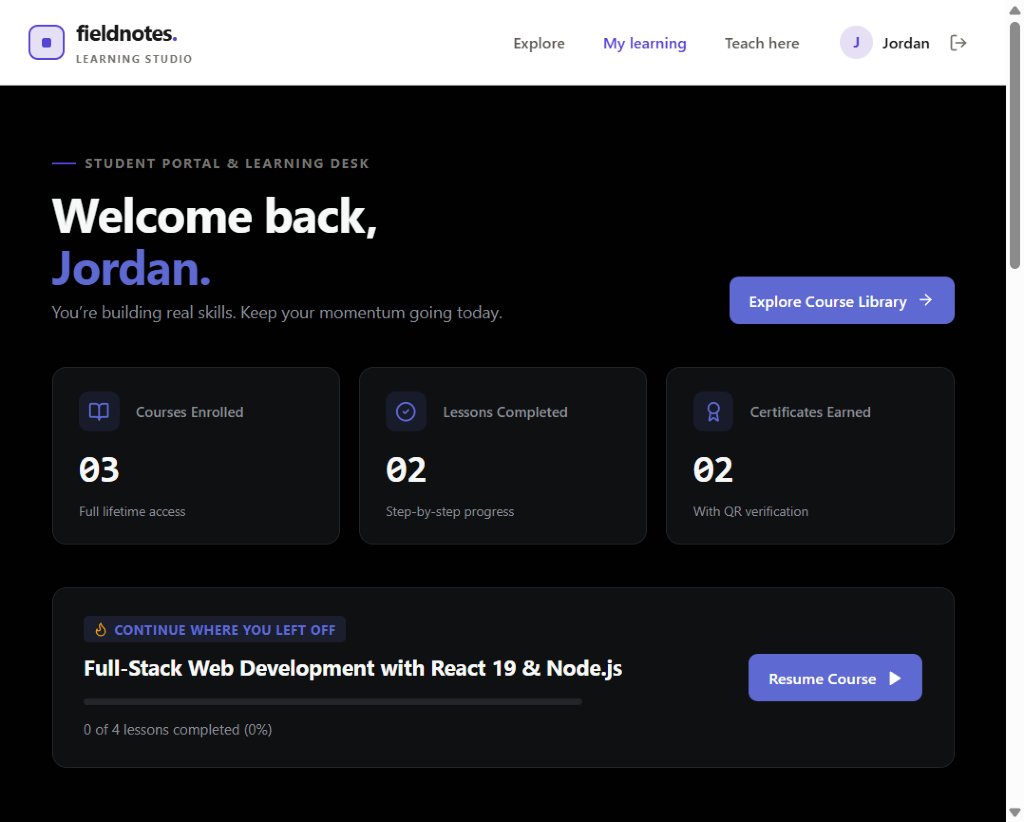 fieldnotes.
LEARNING STUDIO
Explore
My learning
Teach here
J
Jordan
STUDENT PORTAL & LEARNING DESK
Welcome back,
Jordan.
You’re building real skills. Keep your momentum going today.
Explore Course Library
Courses Enrolled
03
Full lifetime access
Lessons Completed
02
Step-by-step progress
Certificates Earned
02
With QR verification
CONTINUE WHERE YOU LEFT OFF
Full-Stack Web Development with React 19 & Node.js
0 of 4 lessons completed (0%)
Resume Course